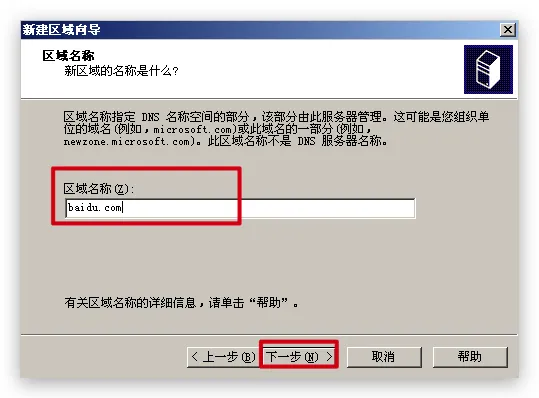 新建区域向导
区域名称
新区域的名称是什么?
区域名称指定 DNS 名称空间的部分，该部分由此服务器管理。这可能是您组织单
位的域名(例如，microsoft.com)或此域名的一部分(例如，
newzone.microsoft.com)。此区域名称不是 DNS 服务器名称。
区域名称(Z):
baidu.com
有关区域名称的详细信息，请单击“帮助”。
< 上一步(B) 下一步(N) > 取消 帮助